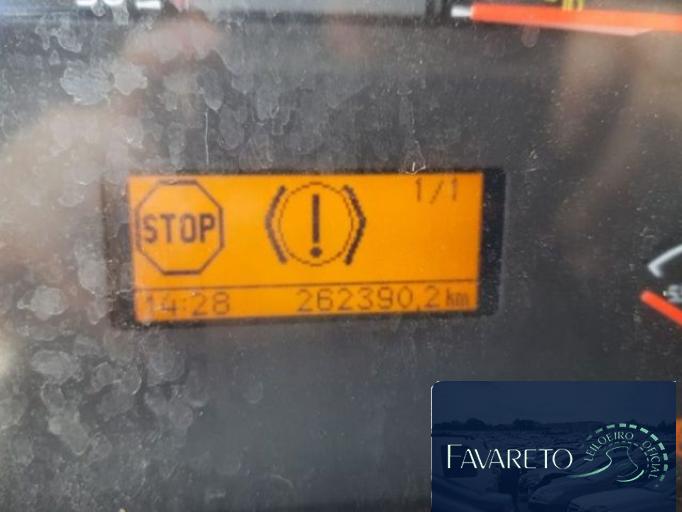 1/1
STOP
(!)
14:28 262390,2 km
FAVARETO
LEILOEIRO OFICIAL